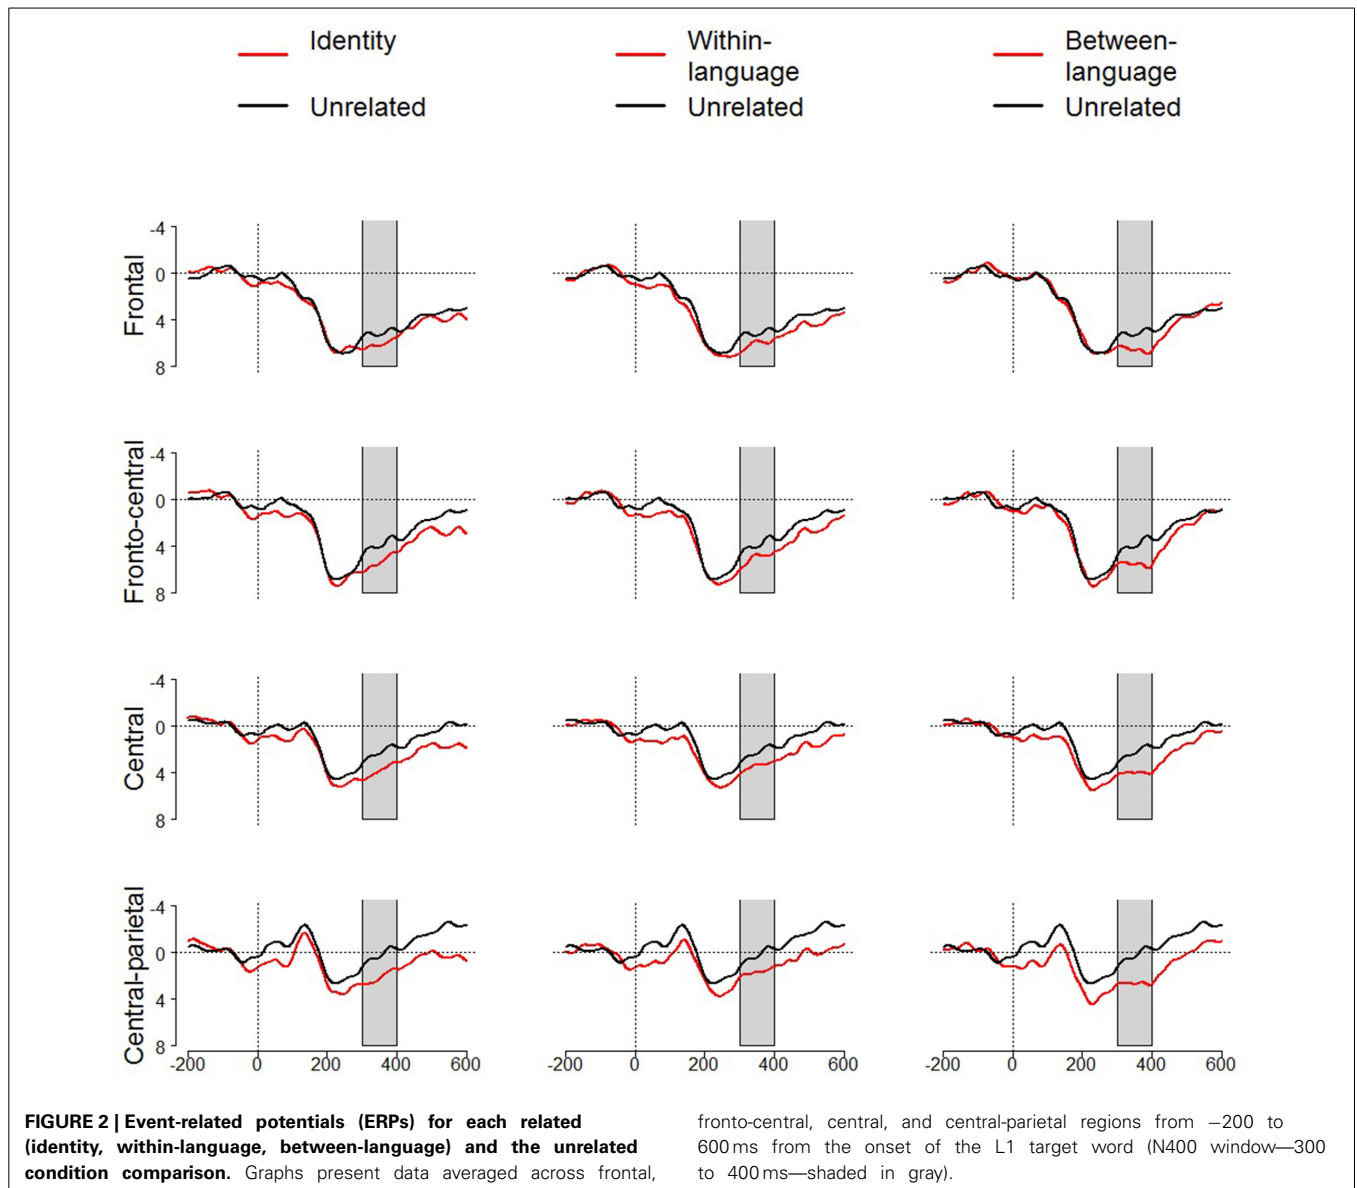 Identity
Unrelated
Within-
language
Unrelated
Between-
language
Unrelated
Frontal
-4
0
4
8
Fronto-central
-4
0
4
8
Central
-4
0
4
8
Central-parietal
-4
0
4
8
-200 0 200 400 600
-200 0 200 400 600
-200 0 200 400 600
FIGURE 2 | Event-related potentials (ERPs) for each related
(identity, within-language, between-language) and the unrelated
condition comparison. Graphs present data averaged across frontal,
fronto-central, central, and central-parietal regions from −200 to
600 ms from the onset of the L1 target word (N400 window—300
to 400 ms—shaded in gray).